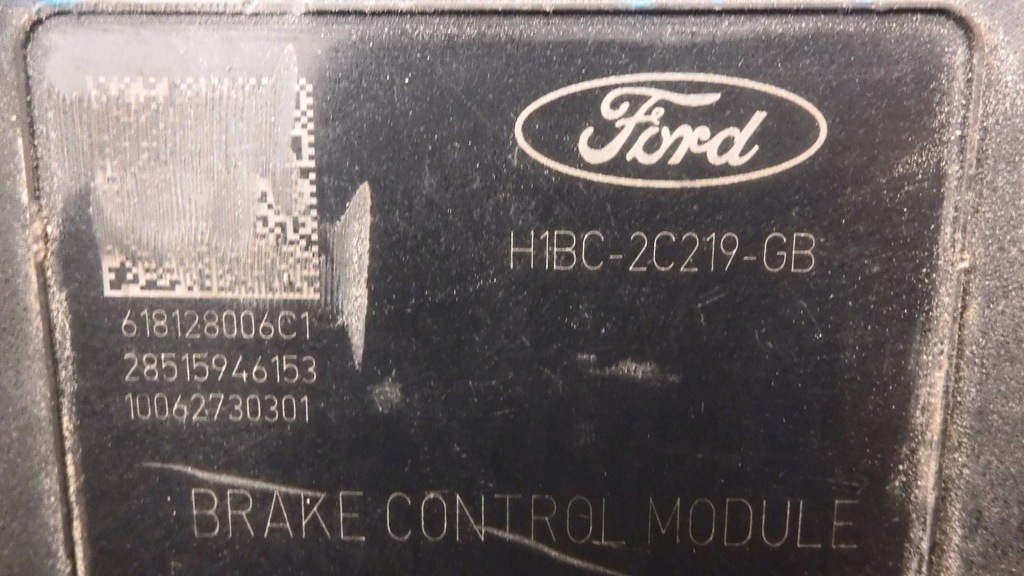 Ford
H1BC-2C219-GB
618128006C1
28515946153
10062730301
BRAKE CONTROL MODULE